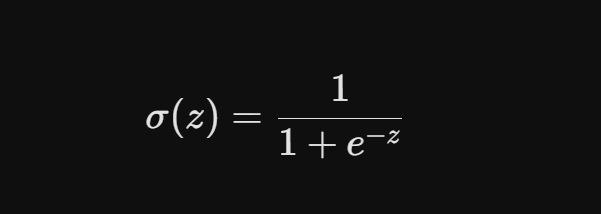 σ(z) = 1 / (1 + e^{-z})